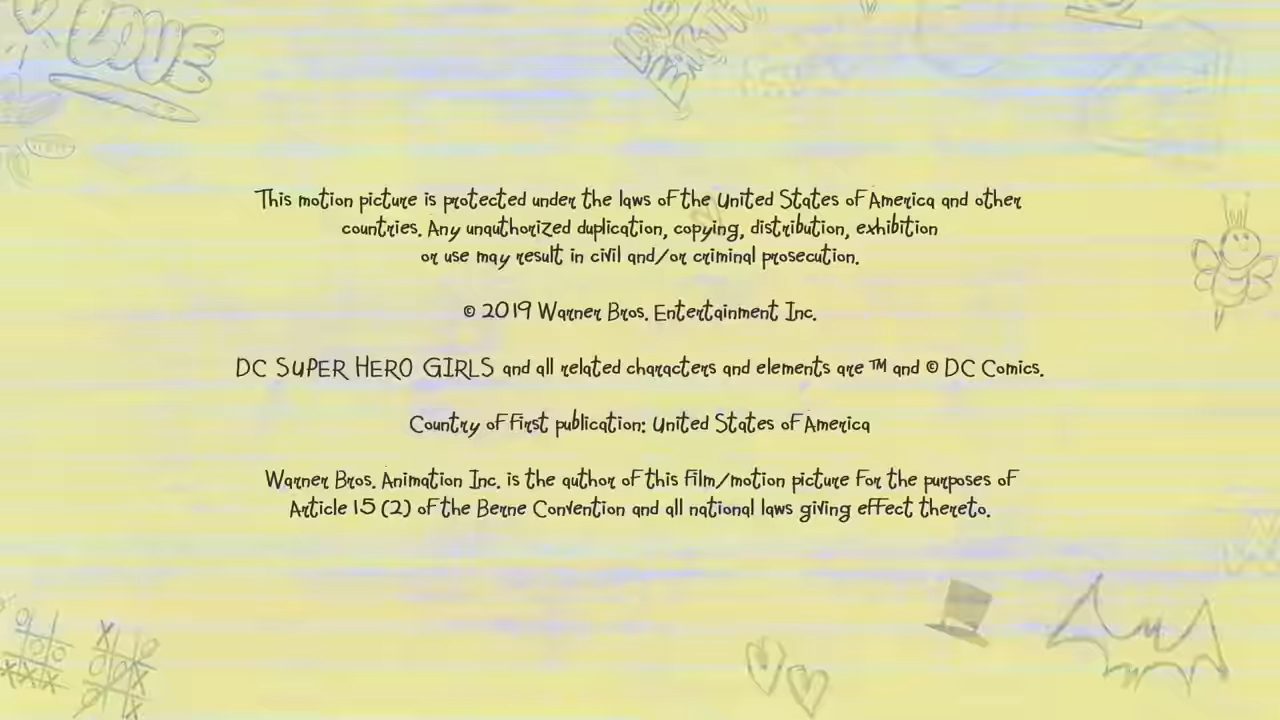 LOVE
LOVE
EARTH
This motion picture is protected under the laws of the United States of America and other
countries. Any unauthorized duplication, copying, distribution, exhibition
or use may result in civil and/or criminal prosecution.
© 2019 Warner Bros. Entertainment Inc.
DC SUPER HERO GIRLS and all related characters and elements are ™ and © DC Comics.
Country of first publication: United States of America
Warner Bros. Animation Inc. is the author of this film/motion picture for the purposes of
Article 15 (2) of the Berne Convention and all national laws giving effect thereto.